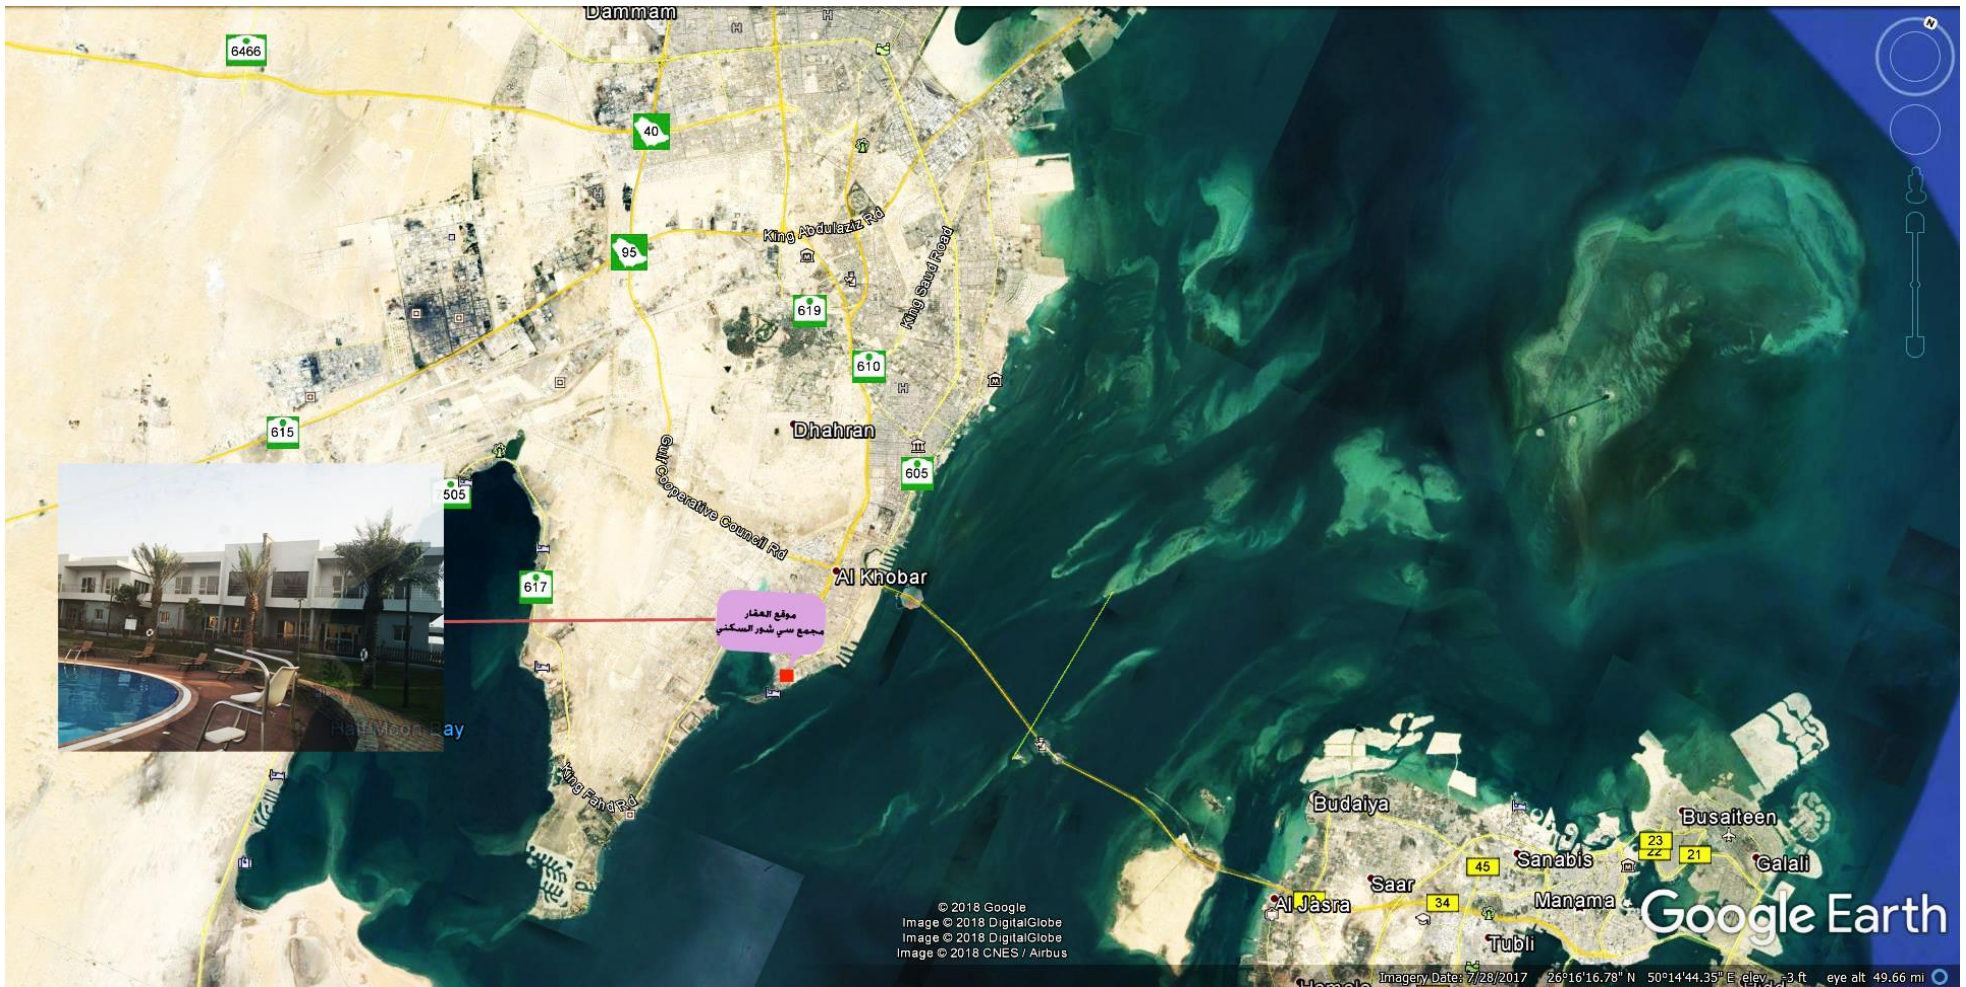 Dammam
6466
40
King Abdulaziz Rd
95
King Saud Road
619
610
615
Dhahran
605
Gulf Cooperative Council Rd
7505
617
Al Khobar
موقع العقار
مجمع سي شور السكني
Half Moon Bay
King Fahd Rd
Budaiya
Busaiteen
23
22
21
45
Sanabis
Galali
Saar
34
Manama
Al Jasra
Tubli
Google Earth
© 2018 Google
Image © 2018 DigitalGlobe
Image © 2018 DigitalGlobe
Image © 2018 CNES / Airbus
Imagery Date: 7/28/2017 26°16'16.78" N 50°14'44.35" E elev -3 ft eye alt 49.66 mi
N